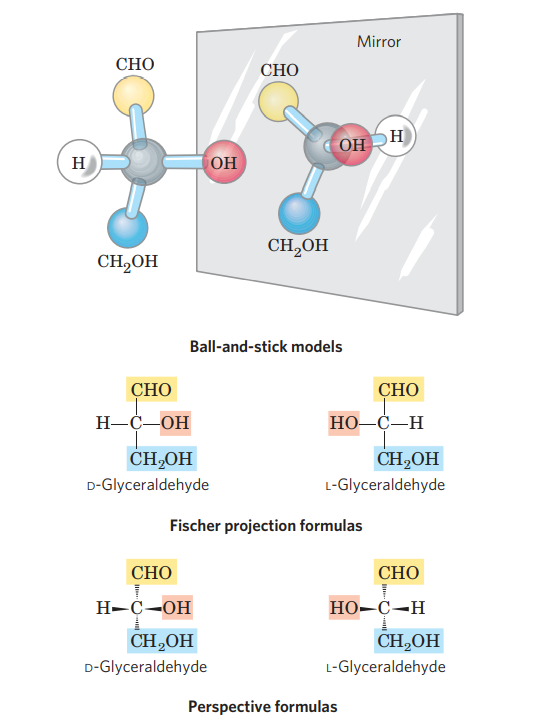 Mirror
CHO
CHO
H
OH
OH
H
CH₂OH
CH₂OH
Ball-and-stick models
CHO
CHO
H—C—OH
HO—C—H
CH₂OH
CH₂OH
D-Glyceraldehyde
L-Glyceraldehyde
Fischer projection formulas
CHO
CHO
H—C—OH
HO—C—H
CH₂OH
CH₂OH
D-Glyceraldehyde
L-Glyceraldehyde
Perspective formulas